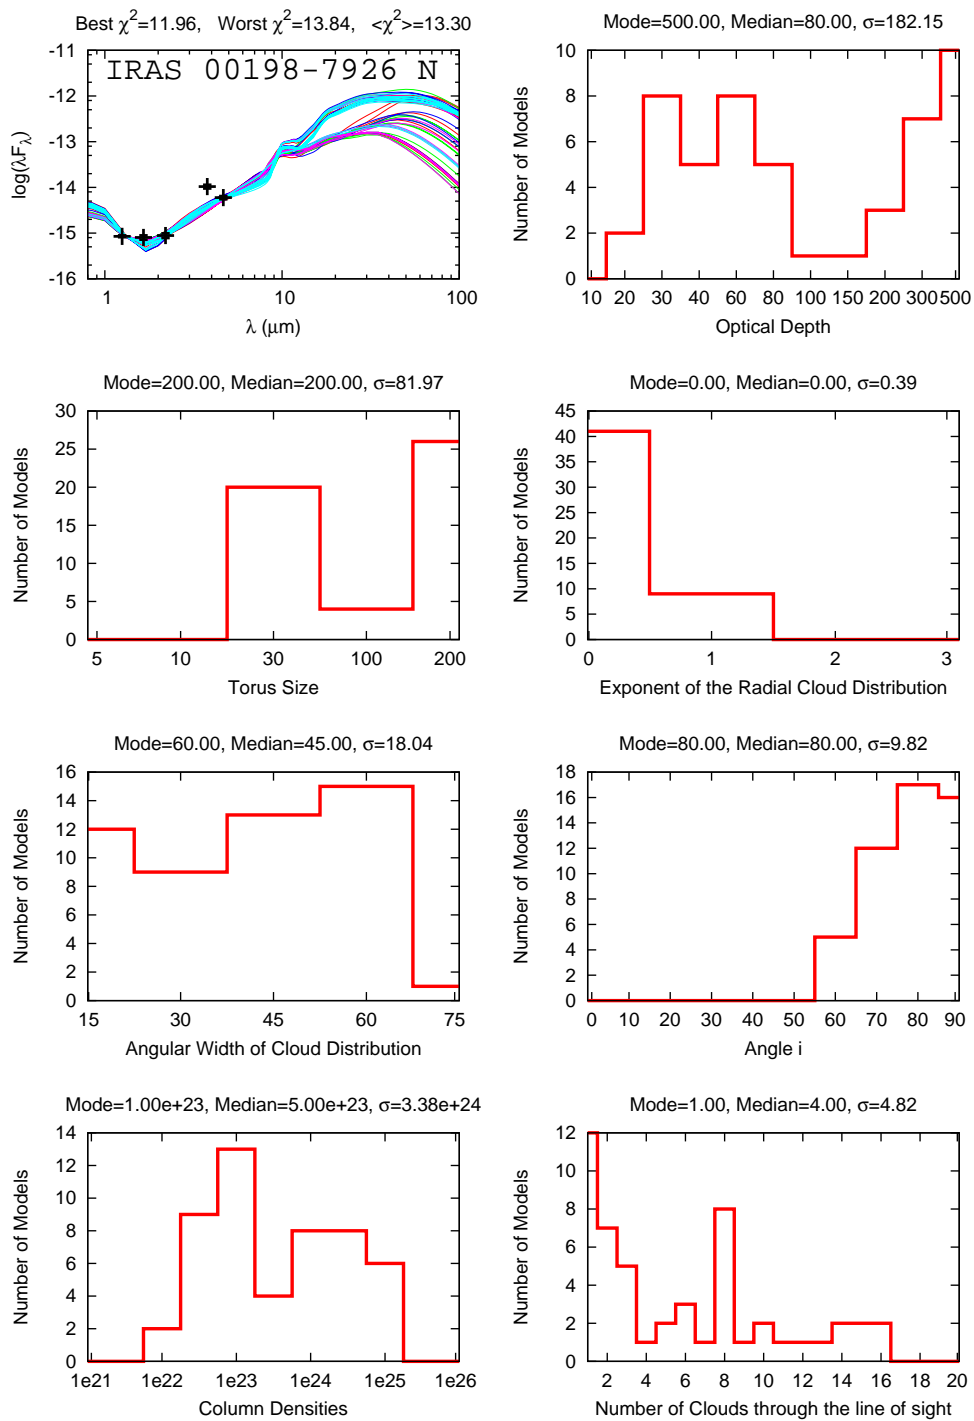 Best χ²=11.96, Worst χ²=13.84, <χ²>=13.30
IRAS 00198-7926 N
log(λFλ)
-11
-12
-13
-14
-15
-16
1 10 100
λ (μm)
Mode=500.00, Median=80.00, σ=182.15
Number of Models
10
8
6
4
2
0
10 20 30 40 60 80 100 150 200 300 500
Optical Depth
Mode=200.00, Median=200.00, σ=81.97
Number of Models
30
25
20
15
10
5
0
5 10 30 100 200
Torus Size
Mode=0.00, Median=0.00, σ=0.39
Number of Models
45
40
35
30
25
20
15
10
5
0
0 1 2 3
Exponent of the Radial Cloud Distribution
Mode=60.00, Median=45.00, σ=18.04
Number of Models
16
14
12
10
8
6
4
2
0
15 30 45 60 75
Angular Width of Cloud Distribution
Mode=80.00, Median=80.00, σ=9.82
Number of Models
18
16
14
12
10
8
6
4
2
0
0 10 20 30 40 50 60 70 80 90
Angle i
Mode=1.00e+23, Median=5.00e+23, σ=3.38e+24
Number of Models
14
12
10
8
6
4
2
0
1e21 1e22 1e23 1e24 1e25 1e26
Column Densities
Mode=1.00, Median=4.00, σ=4.82
Number of Models
12
10
8
6
4
2
0
2 4 6 8 10 12 14 16 18 20
Number of Clouds through the line of sight